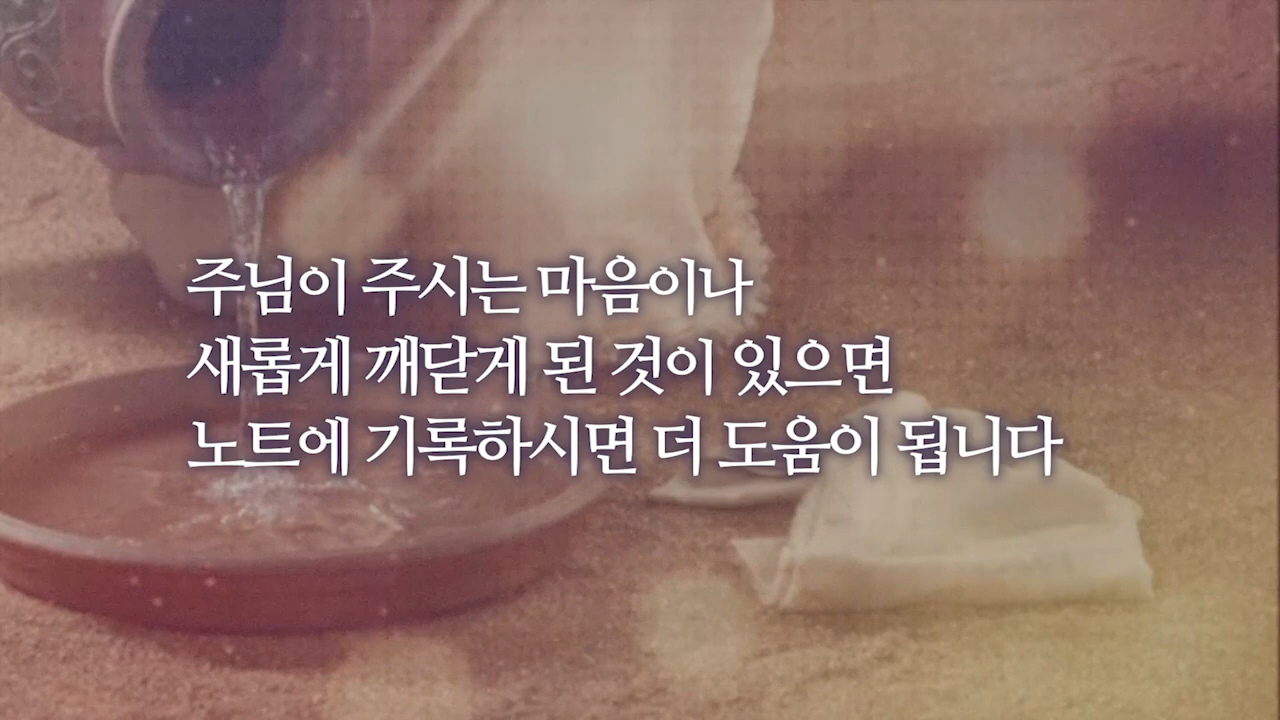 주님이 주시는 마음이나
새롭게 깨닫게 된 것이 있으면
노트에 기록하시면 더 도움이 됩니다